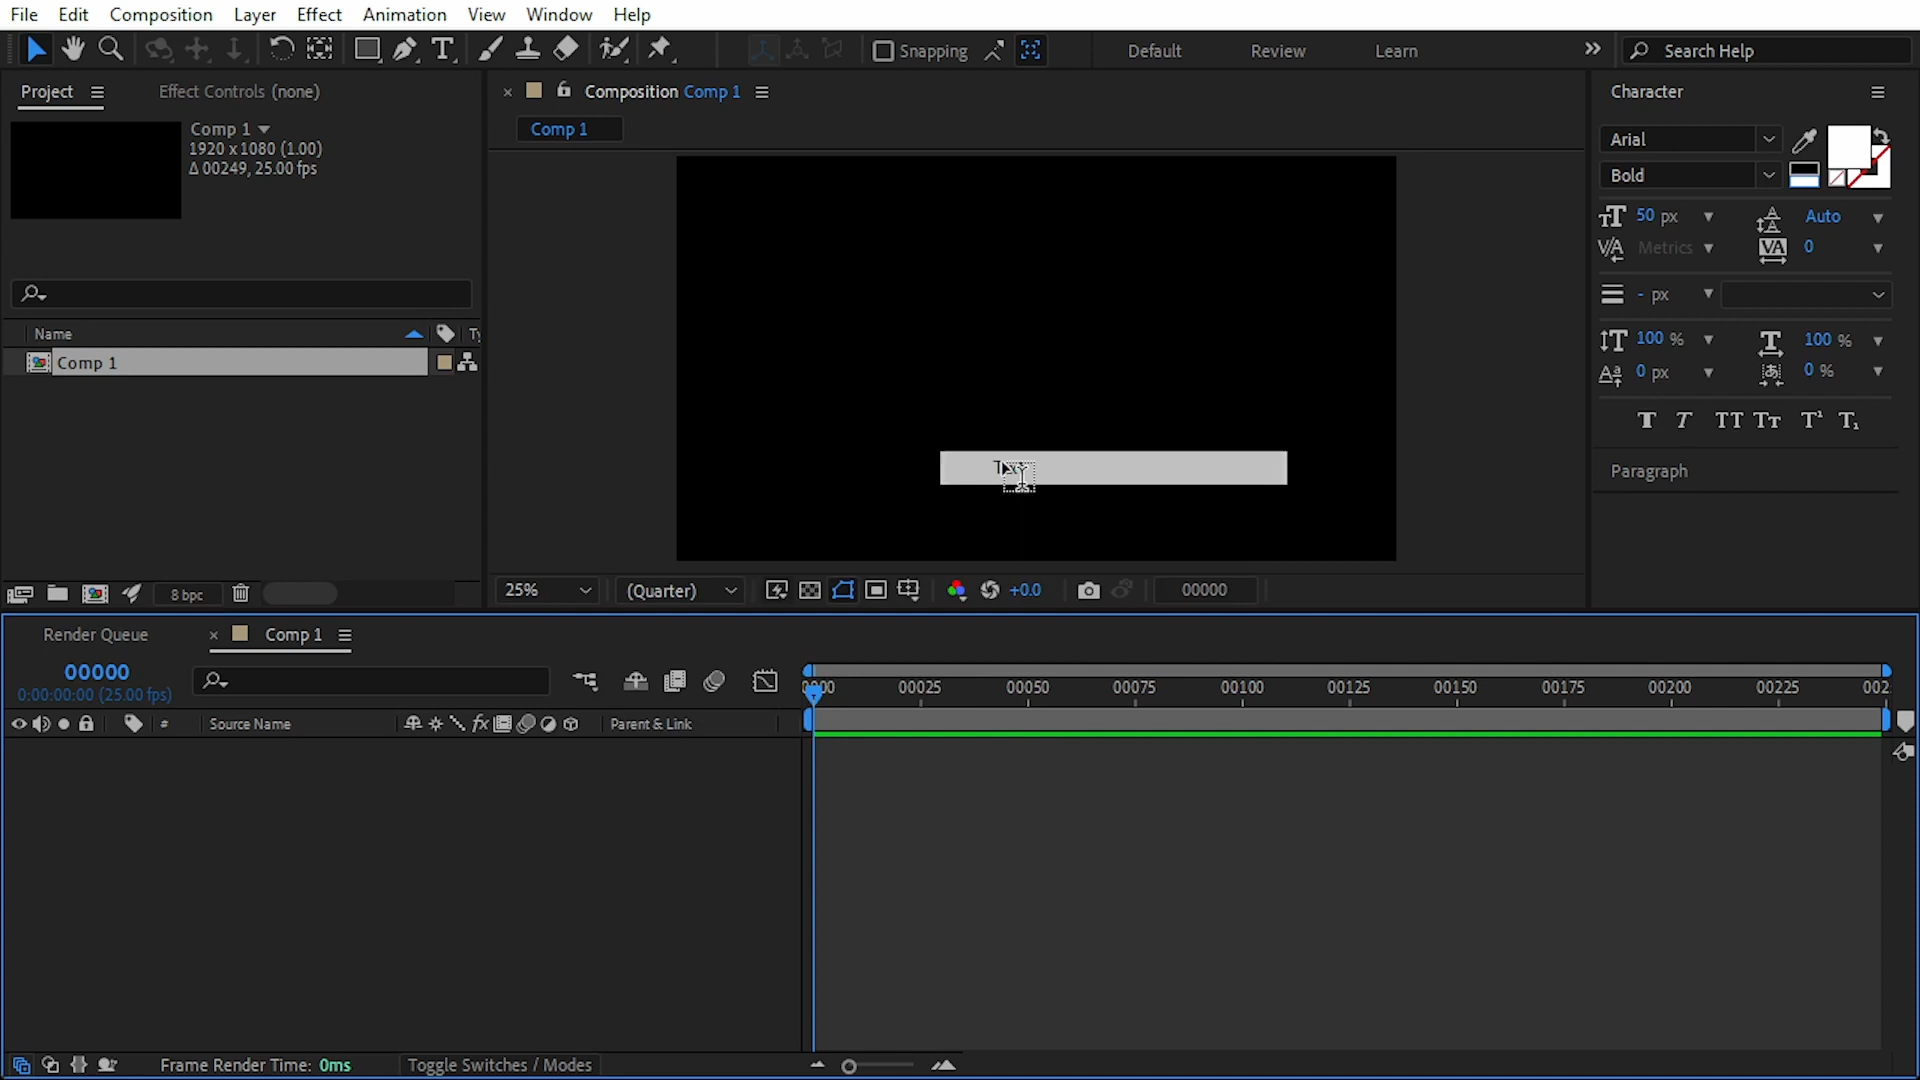 File Edit Composition Layer Effect Animation View Window Help
Snapping Default Review Learn Search Help
Project Effect Controls (none) Composition Comp 1 Character
Comp 1
1920 x 1080 (1.00)
Δ 00249, 25.00 fps
Comp 1
Arial
Bold
50 px Auto
Metrics 0
- px
100 % 100 %
0 px 0 %
Paragraph
Name
Comp 1
8 bpc
25% (Quarter) +0.0 00000
Render Queue Comp 1
00000
0:00:00:00 (25.00 fps)
00025 00050 00075 00100 00125 00150 00175 00200 00225
# Source Name Parent & Link
Frame Render Time: 0ms Toggle Switches / Modes